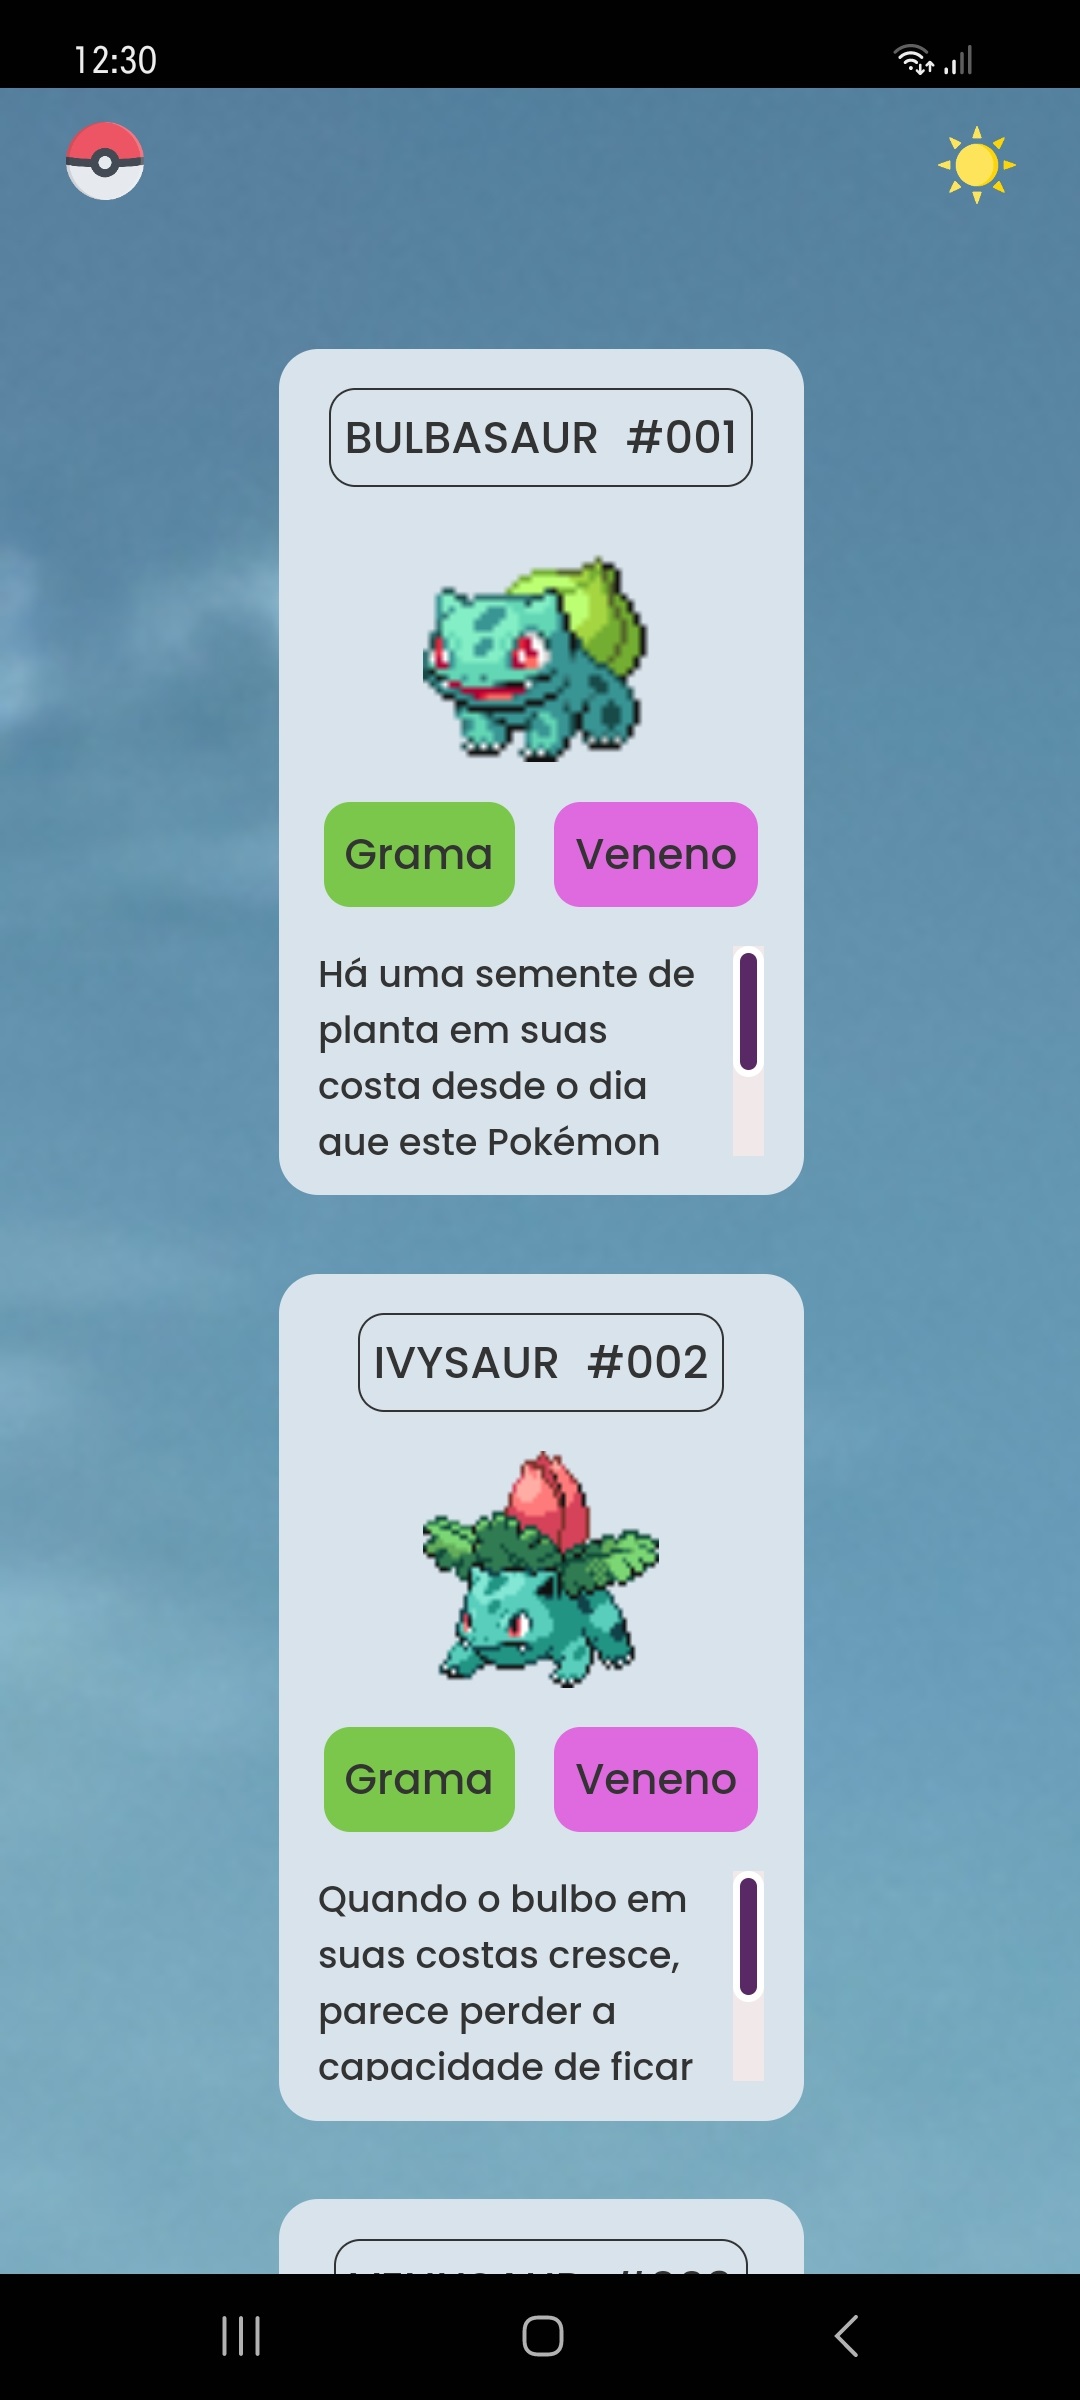 12:30
BULBASAUR #001
Grama Veneno
Há uma semente de
planta em suas
costa desde o dia
que este Pokémon
IVYSAUR #002
Grama Veneno
Quando o bulbo em
suas costas cresce,
parece perder a
capacidade de ficar